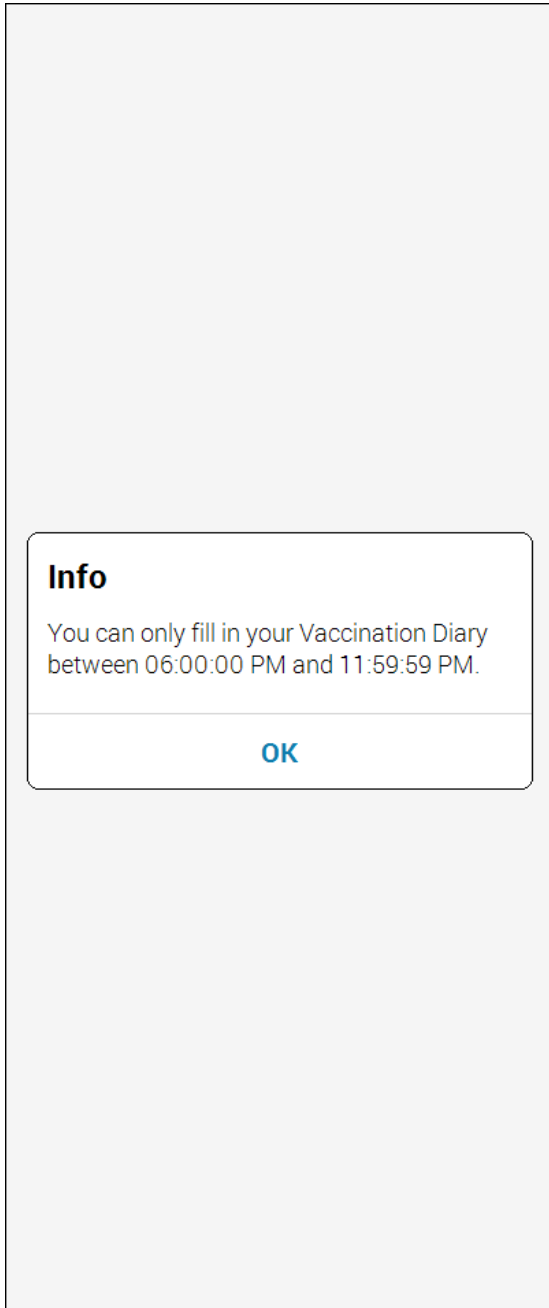 Info
You can only fill in your Vaccination Diary
between 06:00:00 PM and 11:59:59 PM.
OK